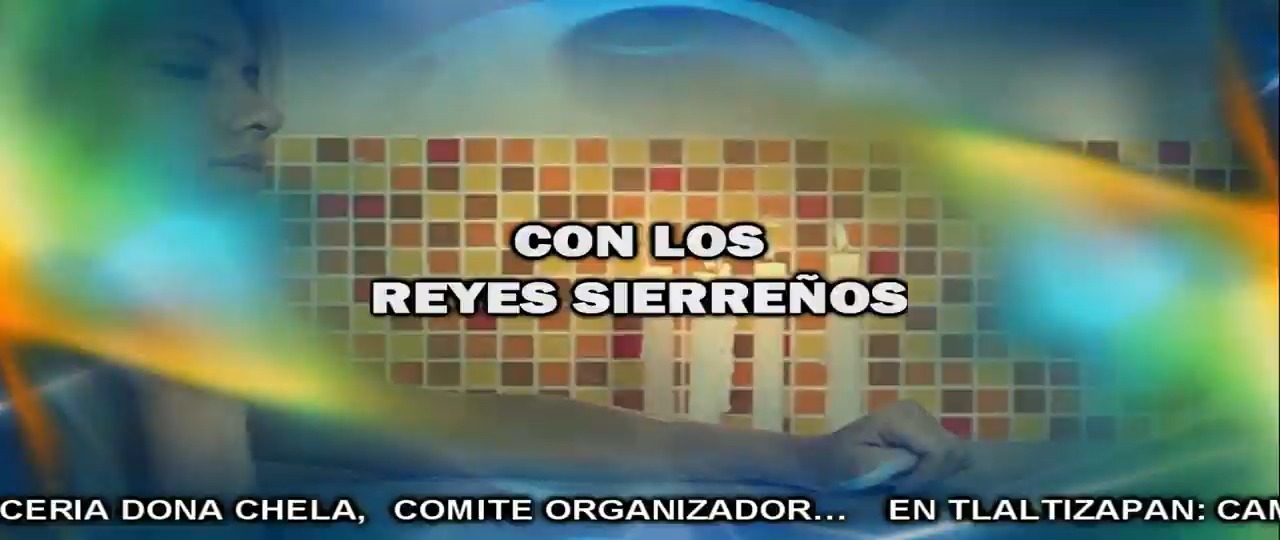 CON LOS
REYES SIERREÑOS
CERIA DONA CHELA, COMITE ORGANIZADOR... EN TLALTIZAPAN: CAM